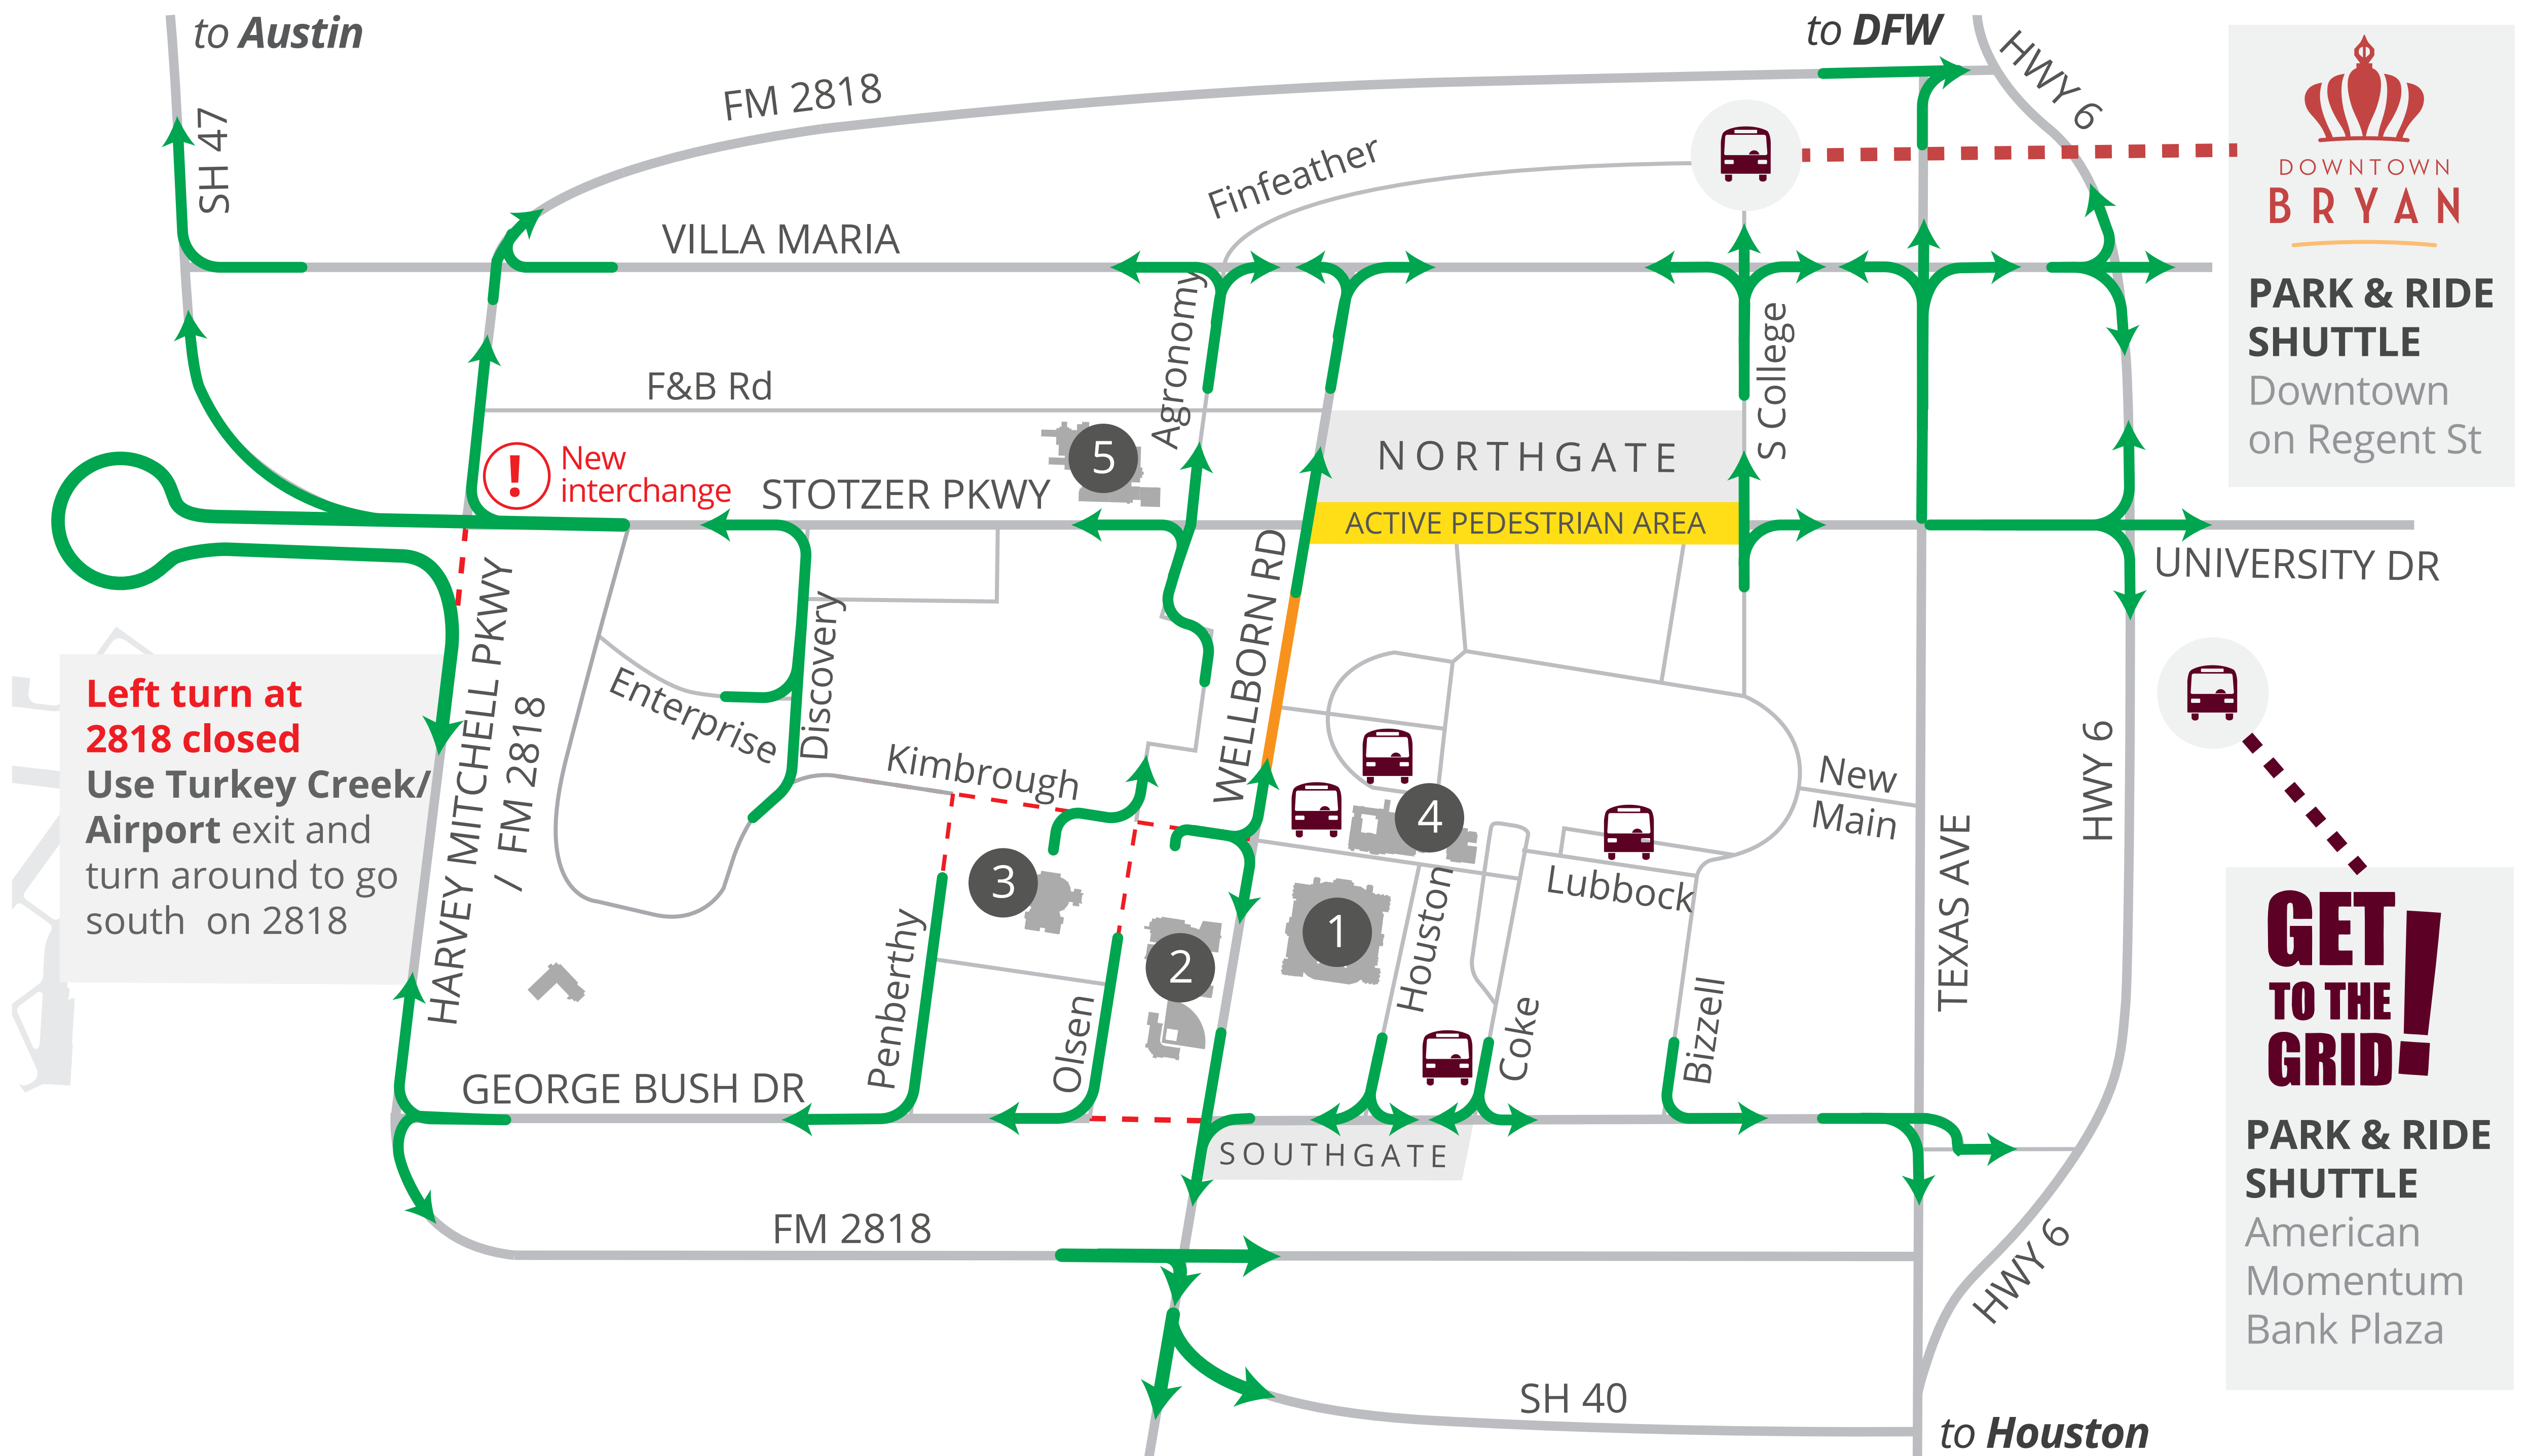 to Austin
to DFW
HWY 6
FM 2818
SH 47
Finfeather
VILLA MARIA
DOWNTOWN
BRYAN
PARK & RIDE
SHUTTLE
Downtown
on Regent St
Agronomy
S College
F&B Rd
5
NORTHGATE
!
New
interchange
STOTZER PKWY
ACTIVE PEDESTRIAN AREA
UNIVERSITY DR
WELLBORN RD
HARVEY MITCHELL PKWY
/ FM 2818
Discovery
Enterprise
Kimbrough
Left turn at
2818 closed
Use Turkey Creek/
Airport exit and
turn around to go
south on 2818
New
Main
HWY 6
4
3
Lubbock
TEXAS AVE
1
2
Houston
Penberthy
Olsen
Coke
Bizzell
GET
TO THE
GRID!
PARK & RIDE
SHUTTLE
American
Momentum
Bank Plaza
GEORGE BUSH DR
SOUTHGATE
FM 2818
HWY 6
SH 40
to Houston